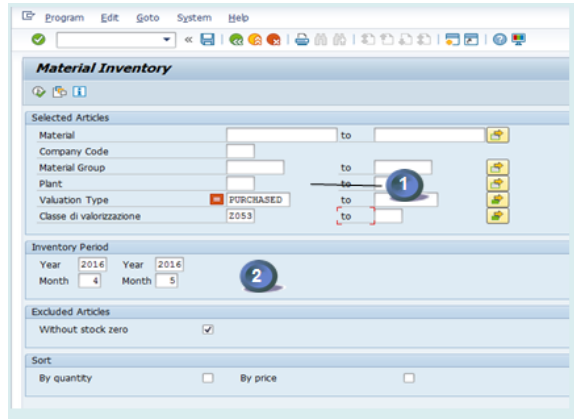 Program Edit Goto System Help
Material Inventory
Selected Articles
Material to
Company Code
Material Group to
Plant to 1
Valuation Type = PURCHASED to
Classe di valorizzazione Z053 to
Inventory Period
Year 2016 Year 2016
Month 4 Month 5
2
Excluded Articles
Without stock zero
Sort
By quantity By price